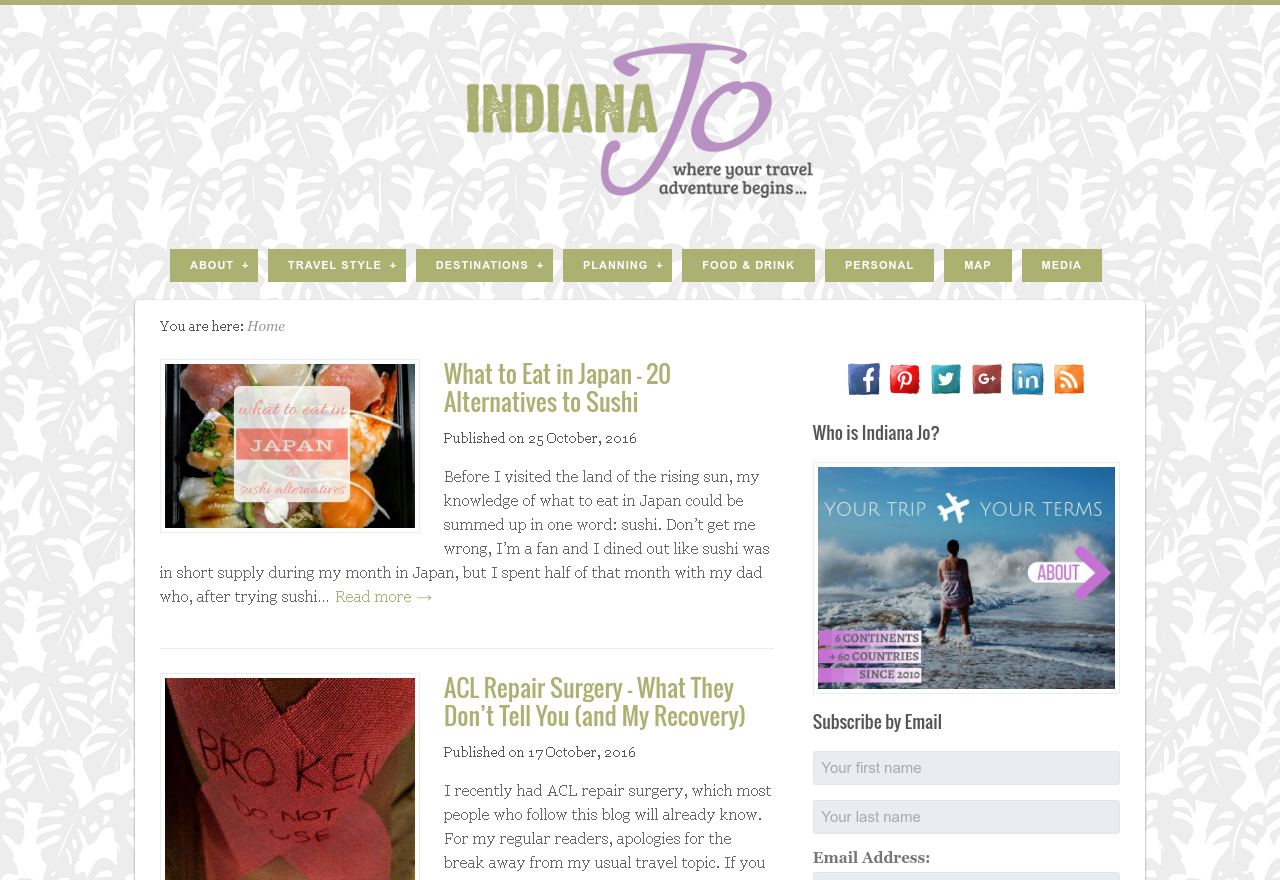 INDIANA Jo
where your travel
adventure begins...
ABOUT +
TRAVEL STYLE +
DESTINATIONS +
PLANNING +
FOOD & DRINK
PERSONAL
MAP
MEDIA
You are here: Home
what to eat in
JAPAN
20
sushi alternatives
What to Eat in Japan - 20
Alternatives to Sushi
Published on 25 October, 2016
Before I visited the land of the rising sun, my
knowledge of what to eat in Japan could be
summed up in one word: sushi. Don’t get me
wrong, I’m a fan and I dined out like sushi was
in short supply during my month in Japan, but I spent half of that month with my dad
who, after trying sushi… Read more →
BROKEN
DO NOT
USE
ACL Repair Surgery - What They
Don’t Tell You (and My Recovery)
Published on 17 October, 2016
I recently had ACL repair surgery, which most
people who follow this blog will already know.
For my regular readers, apologies for the
break away from my usual travel topic. If you
f
G+
in
Who is Indiana Jo?
YOUR TRIP YOUR TERMS
ABOUT
6 CONTINENTS
+ 60 COUNTRIES
SINCE 2010
Subscribe by Email
Your first name
Your last name
Email Address: